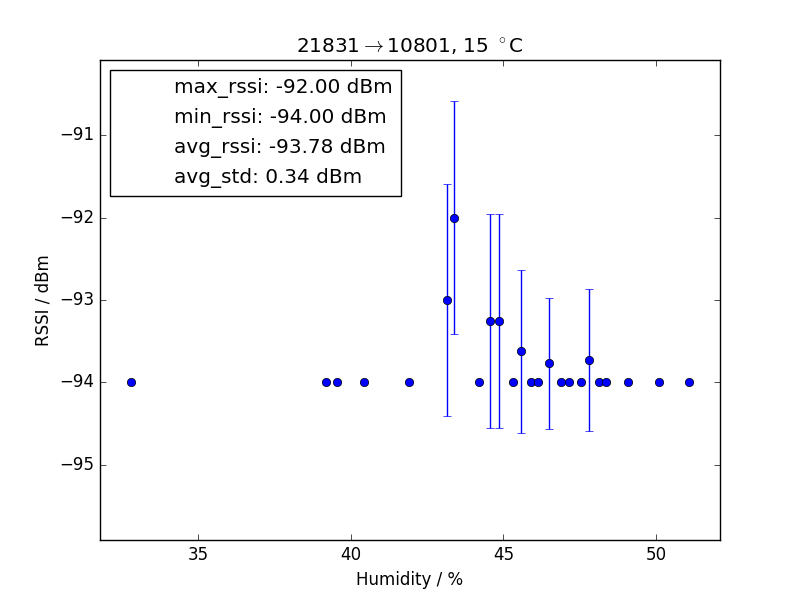 21831→10801, 15 °C
max_rssi: -92.00 dBm
min_rssi: -94.00 dBm
avg_rssi: -93.78 dBm
avg_std: 0.34 dBm
−91
−92
−93
−94
−95
RSSI / dBm
35 40 45 50
Humidity / %